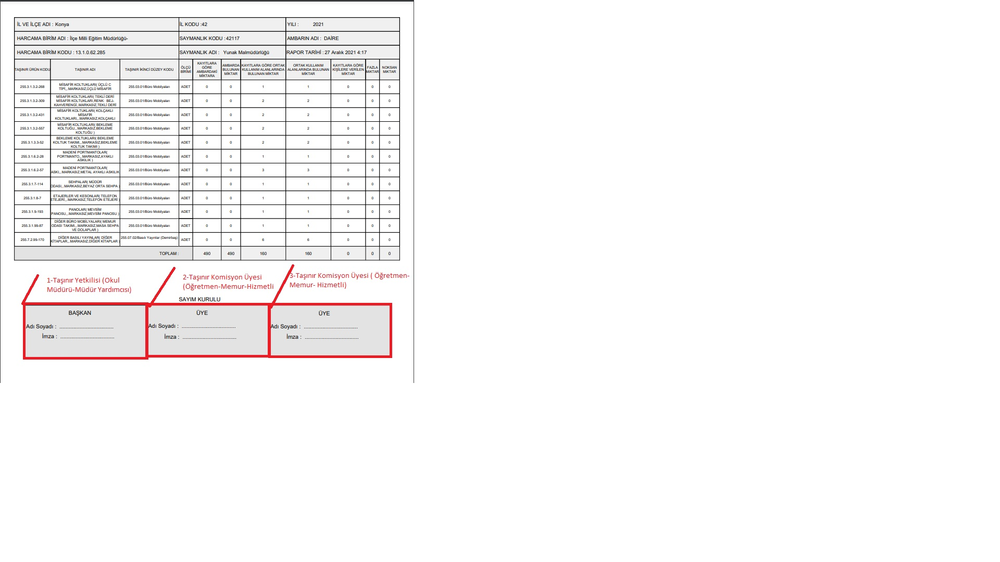 İL VE İLÇE ADI : Konya İL KODU :42 YILI : 2021
HARCAMA BİRİM ADI : İlçe Milli Eğitim Müdürlüğü- SAYMANLIK KODU :42117 AMBARIN ADI : DAİRE
HARCAMA BİRİM KODU : 13.1.0.62.285 SAYMANLIK ADI : Yunak Malmüdürlüğü RAPOR TARİHİ : 27 Aralık 2021 4:17
TAŞINIR ÜRÜN KODU TAŞINIR ADI TAŞINIR İKİNCİ DÜZEY KODU ÖLÇÜ BİRİMİ KAYITLARA GÖRE AMBARDAKİ MİKTARA AMBARDA BULUNAN MİKTAR KAYITLARA GÖRE ORTAK KULLANIM ALANLARINDA BULUNAN MİKTAR ORTAK KULLANIM ALANLARINDA BULUNAN MİKTAR KAYITLARA GÖRE KİŞİLERE VERİLEN MİKTAR FAZLA MiKTAR NOKSAN MiKTAR
255.3.1.3.2-268 MİSAFİR KOLTUKLARI( ÜÇLÜ C TİPİ,,.MARKASIZ,ÜÇLÜ MİSAFİR 255.03.01/Büro Mobilyaları ADET 0 0 1 1 0 0 0
255.3.1.3.2-309 MİSAFİR KOLTUKLARI( TEKLİ DERİ MİSAFİR KOLTUKLARI,RENK: BEJ-KAHVERENGİ,.MARKASIZ,TEKLİ DERİ 255.03.01/Büro Mobilyaları ADET 0 0 2 2 0 0 0
255.3.1.3.2-431 MİSAFİR KOLTUKLARI( KOLÇAKLI MİSAFİR KOLTUKLARI,,.MARKASIZ,KOLÇAKLI 255.03.01/Büro Mobilyaları ADET 0 0 2 2 0 0 0
255.3.1.3.2-557 MİSAFİR KOLTUKLARI( BEKLEME KOLTUĞU,,.MARKASIZ,BEKLEME KOLTUĞU ) 255.03.01/Büro Mobilyaları ADET 0 0 2 2 0 0 0
255.3.1.3.3-52 BEKLEME KOLTUKLARI( BEKLEME KOLTUK TAKIMI,,.MARKASIZ,BEKLEME KOLTUK TAKIMI ) 255.03.01/Büro Mobilyaları ADET 0 0 2 2 0 0 0
255.3.1.6.2-28 MADENİ PORTMANTOLAR( PORTMANTO,,.MARKASIZ,AYAKLI ASKILIK ) 255.03.01/Büro Mobilyaları ADET 0 0 1 1 0 0 0
255.3.1.6.2-57 MADENİ PORTMANTOLAR( ASKI,,.MARKASIZ,METAL AYAKLI ASKILIK 255.03.01/Büro Mobilyaları ADET 0 0 3 3 0 0 0
255.3.1.7-114 SEHPALAR( MÜDÜR ODASI,,.MARKASIZ,BEYAZ ORTA SEHPA ) 255.03.01/Büro Mobilyaları ADET 0 0 1 1 0 0 0
255.3.1.8-7 ETAJERLER VE KESONLAR( TELEFON ETEJERİ,,.MARKASIZ,TELEFON ETEJERİ ) 255.03.01/Büro Mobilyaları ADET 0 0 1 1 0 0 0
255.3.1.9-193 PANOLAR( MEVSİM PANOSU,,.MARKASIZ,MEVSİM PANOSU ) 255.03.01/Büro Mobilyaları ADET 0 0 1 1 0 0 0
255.3.1.99-87 DİĞER BÜRO MOBİLYALARI( MEMUR ODASI TAKIMI,,.MARKASIZ,MASA SEHPA VE DOLAPLAR ) 255.03.01/Büro Mobilyaları ADET 0 0 1 1 0 0 0
255.7.2.99-170 DİĞER BASILI YAYINLAR( DİĞER KİTAPLAR,,.MARKASIZ,DİĞER KİTAPLAR ) 255.07.02/Basılı Yayınlar (Demirbaş) ADET 0 0 6 6 0 0 0
TOPLAM : 490 490 160 160 0 0 0
1-Taşınır Yetkilisi (Okul
Müdürü-Müdür Yardımcısı)
2-Taşınır Komisyon Üyesi
(Öğretmen-Memur-Hizmetli
3-Taşınır Komisyon Üyesi ( Öğretmen-
Memur- Hizmetli)
SAYIM KURULU
BAŞKAN
Adı Soyadı : ...................................
İmza : ...................................
ÜYE
Adı Soyadı : ...................................
İmza : ...................................
ÜYE
Adı Soyadı : ...................................
İmza : ...................................